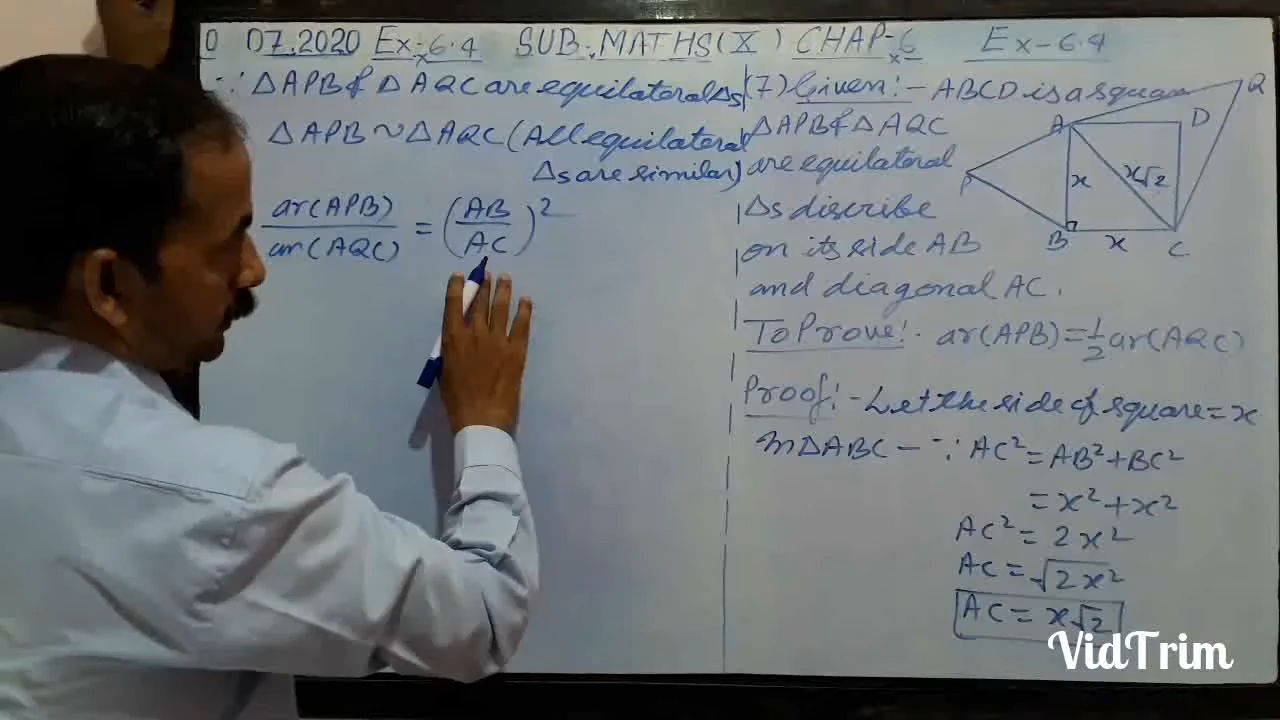 0 07.2020 Ex-6.4 SUB. MATHS(X) CHAP-6 Ex-6.4
∵ ΔAPB & ΔAQC are equilateral Δs
ΔAPB ~ ΔAQC (All equilateral
Δs are similar)
ar(APB)/ar(AQC) = (AB/AC)²
(7) Given:- ABCD is a square
ΔAPB & ΔAQC
are equilateral
Δs discribe
on its side AB
and diagonal AC.
To Prove:- ar(APB) = 1/2 ar(AQC)
Proof:- Let the side of square = x
In ΔABC - ∵ AC² = AB² + BC²
= x² + x²
AC² = 2x²
AC = √2x²
AC = x√2
Q
A D
P
x x√2
B x C
VidTrim